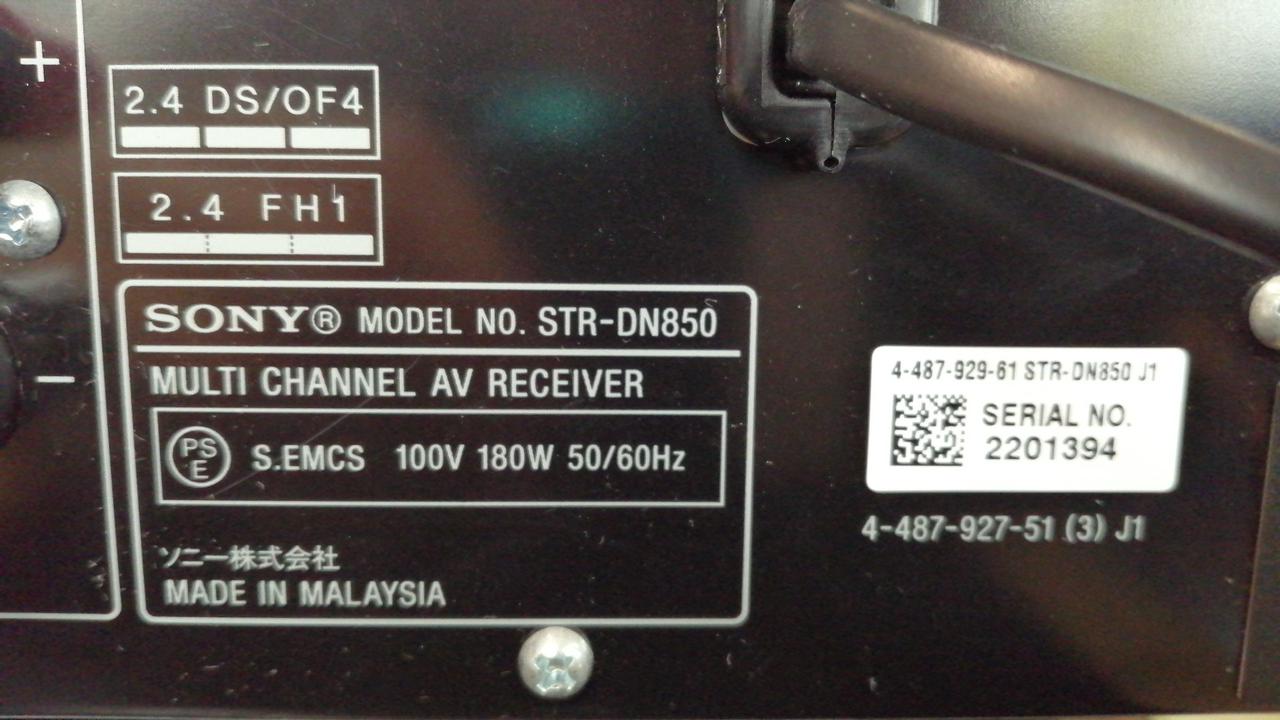 +
2.4 DS/OF4
2.4 FH1
−
SONY® MODEL NO. STR-DN850
MULTI CHANNEL AV RECEIVER
PS
E
S.EMCS 100V 180W 50/60Hz
ソニー株式会社
MADE IN MALAYSIA
4-487-929-61 STR-DN850 J1
SERIAL NO.
2201394
4-487-927-51 (3) J1